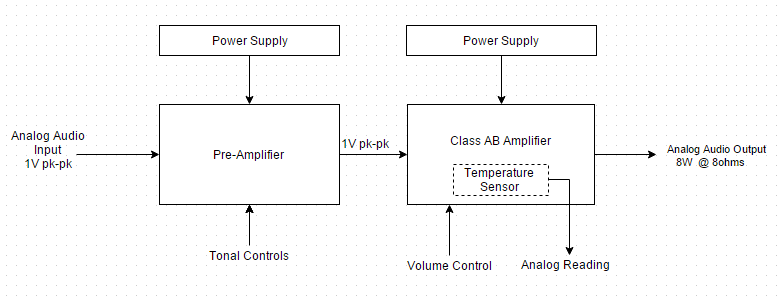 Power Supply
Power Supply
Analog Audio
Input
1V pk-pk
Pre-Amplifier
1V pk-pk
Class AB Amplifier
Temperature
Sensor
Analog Audio Output
8W @ 8ohms
Tonal Controls
Volume Control
Analog Reading